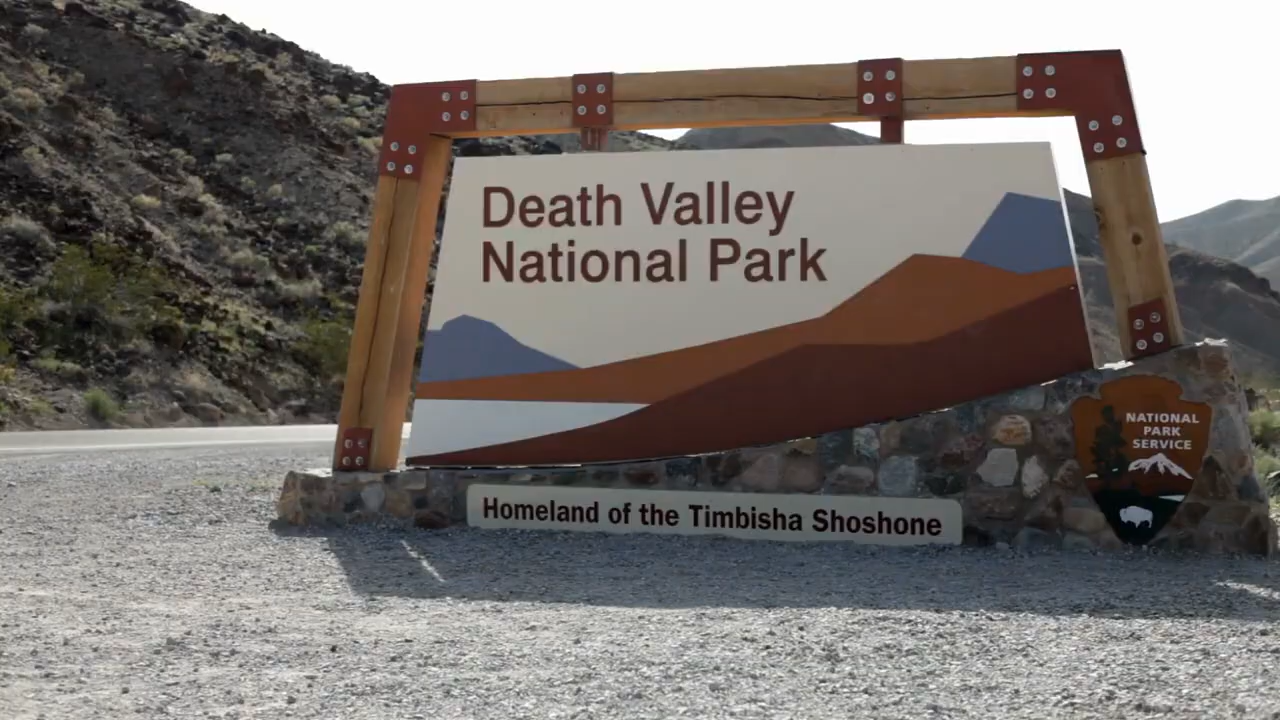 Death Valley
National Park
NATIONAL
PARK
SERVICE
Homeland of the Timbisha Shoshone